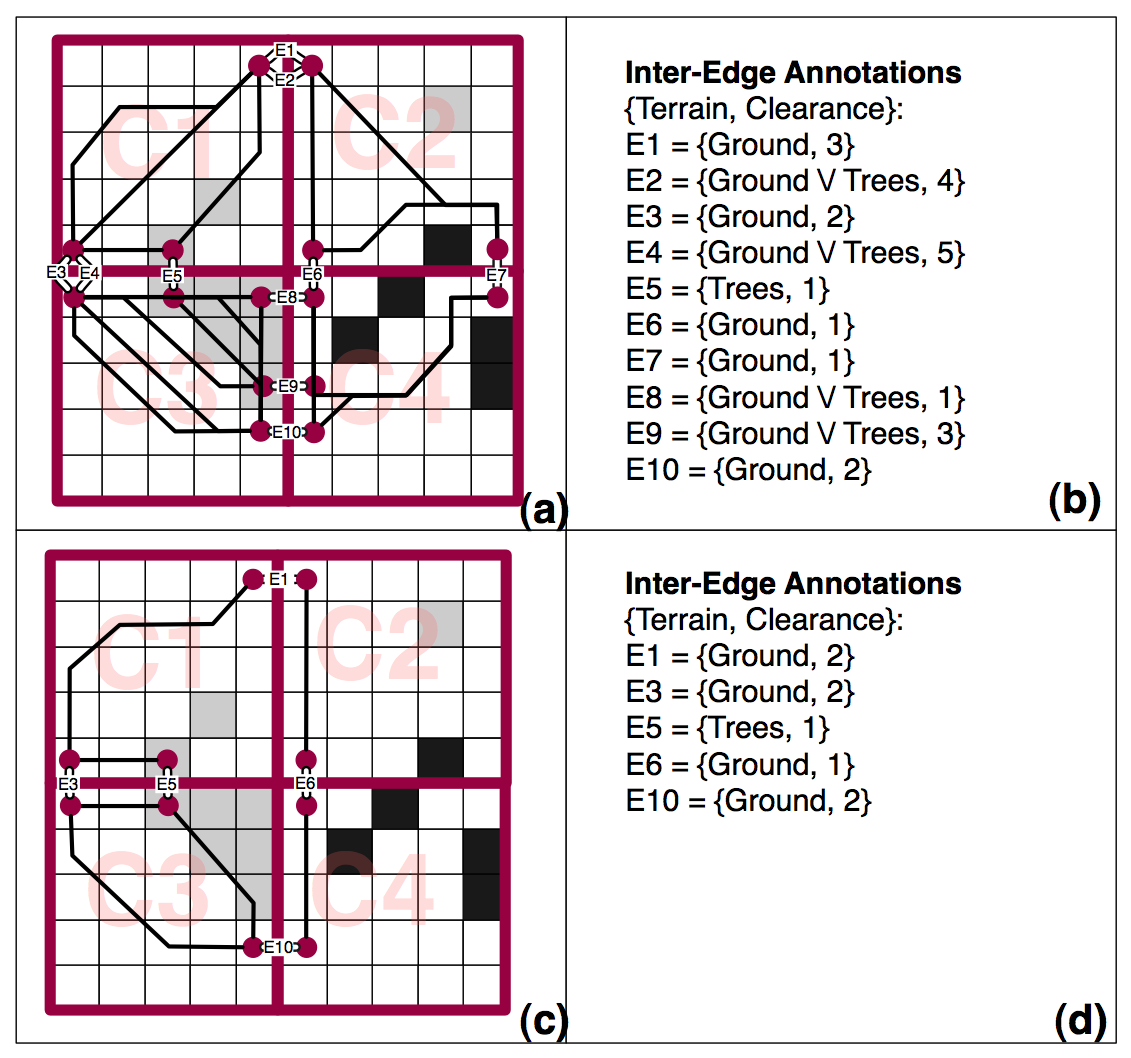 E1
E2
C1
C2
E3
E4
E5
E6
E7
E8
C3
E9
C4
E10
(a)
Inter-Edge Annotations
{Terrain, Clearance}:
E1 = {Ground, 3}
E2 = {Ground V Trees, 4}
E3 = {Ground, 2}
E4 = {Ground V Trees, 5}
E5 = {Trees, 1}
E6 = {Ground, 1}
E7 = {Ground, 1}
E8 = {Ground V Trees, 1}
E9 = {Ground V Trees, 3}
E10 = {Ground, 2}
(b)
E1
C1
C2
E3
E5
E6
C3
C4
E10
(c)
Inter-Edge Annotations
{Terrain, Clearance}:
E1 = {Ground, 2}
E3 = {Ground, 2}
E5 = {Trees, 1}
E6 = {Ground, 1}
E10 = {Ground, 2}
(d)